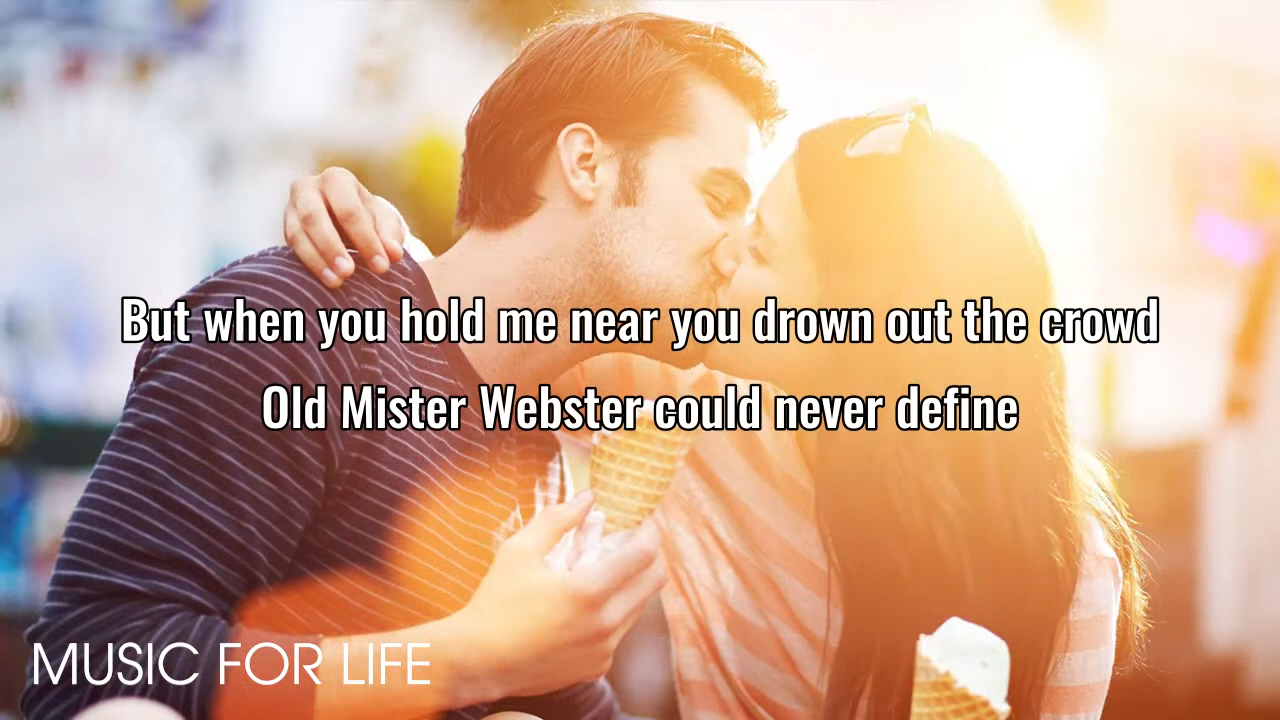 But when you hold me near you drown out the crowd
Old Mister Webster could never define
MUSIC FOR LIFE